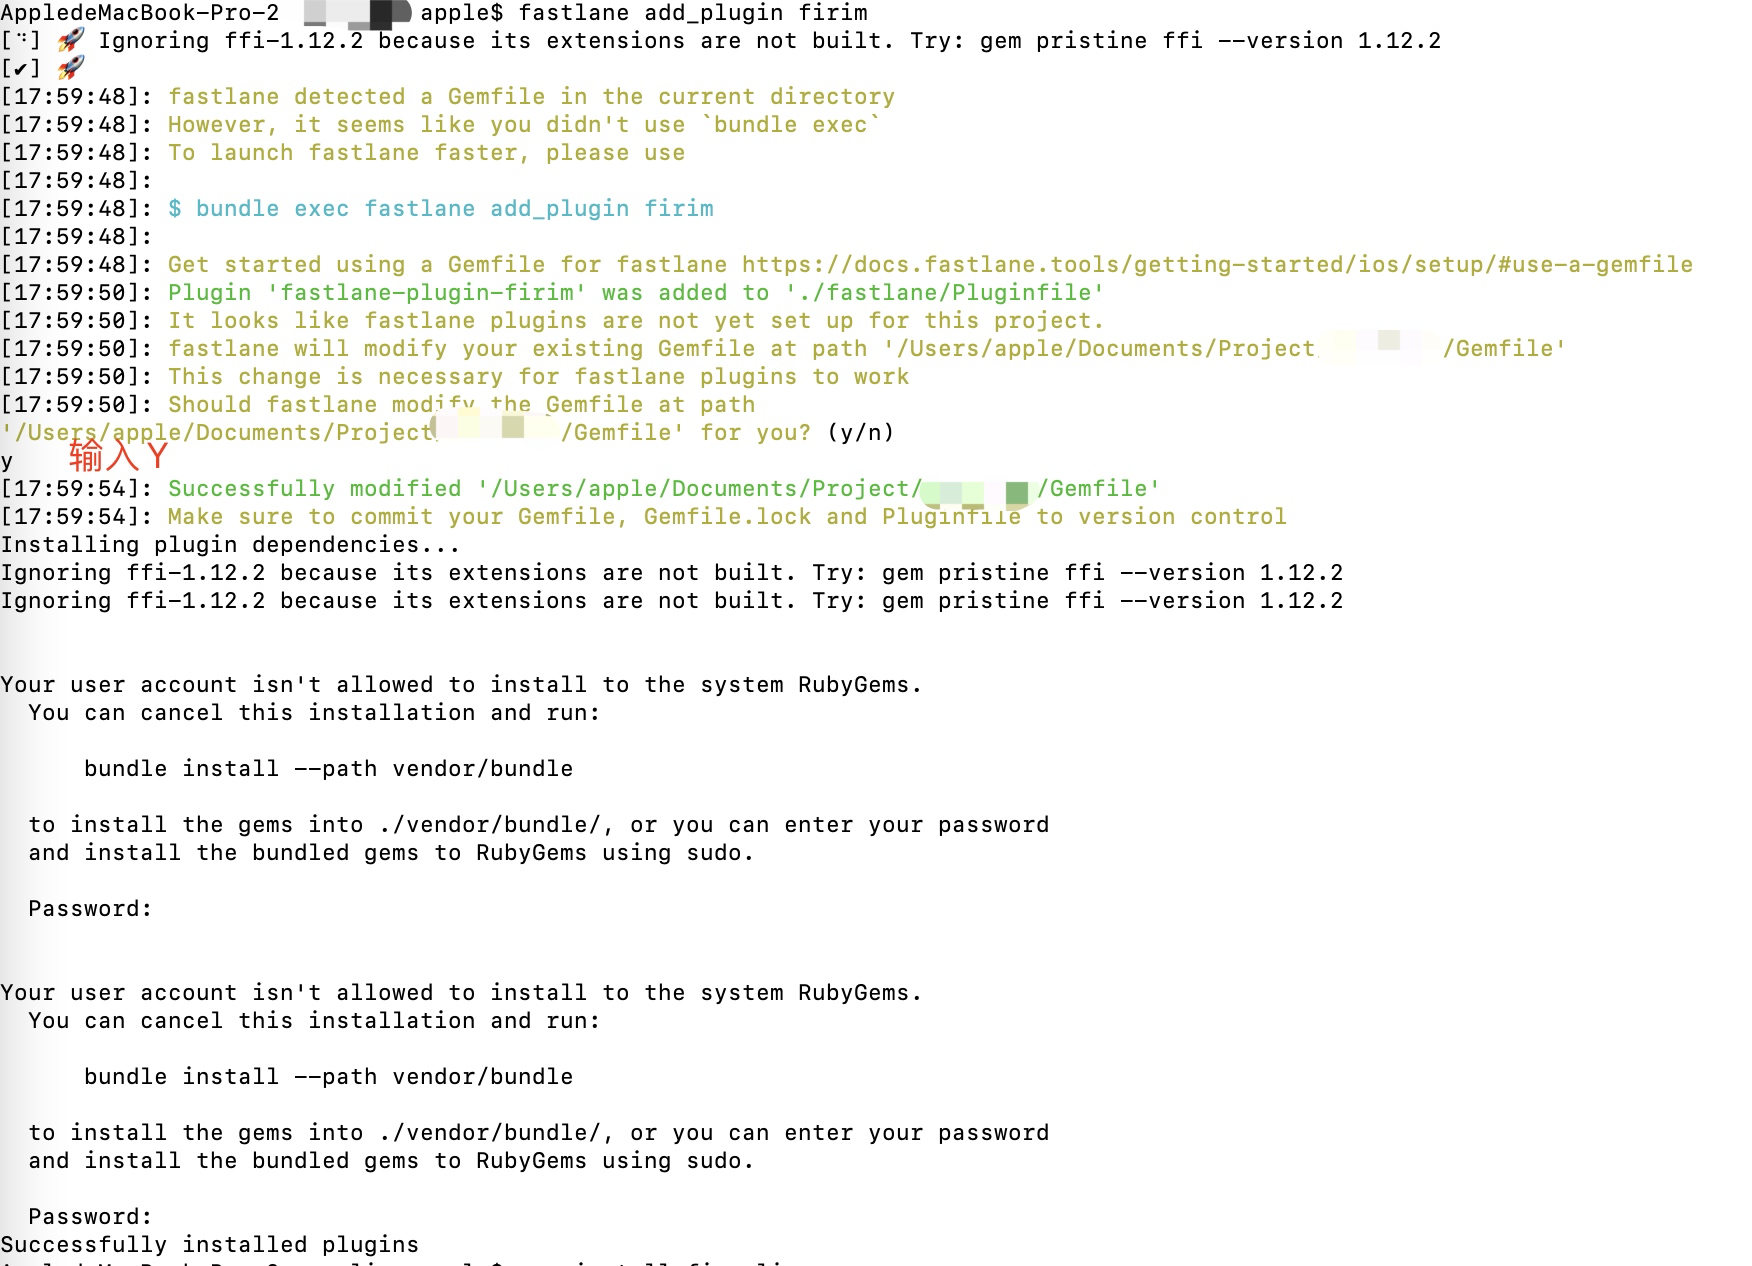 AppledeMacBook-Pro-2 apple$ fastlane add_plugin firim
[⠙] 🚀 Ignoring ffi-1.12.2 because its extensions are not built. Try: gem pristine ffi --version 1.12.2
[✔] 🚀
[17:59:48]: fastlane detected a Gemfile in the current directory
[17:59:48]: However, it seems like you didn't use `bundle exec`
[17:59:48]: To launch fastlane faster, please use
[17:59:48]:
[17:59:48]: $ bundle exec fastlane add_plugin firim
[17:59:48]:
[17:59:48]: Get started using a Gemfile for fastlane https://docs.fastlane.tools/getting-started/ios/setup/#use-a-gemfile
[17:59:50]: Plugin 'fastlane-plugin-firim' was added to './fastlane/Pluginfile'
[17:59:50]: It looks like fastlane plugins are not yet set up for this project.
[17:59:50]: fastlane will modify your existing Gemfile at path '/Users/apple/Documents/Project /Gemfile'
[17:59:50]: This change is necessary for fastlane plugins to work
[17:59:50]: Should fastlane modify the Gemfile at path
'/Users/apple/Documents/Project /Gemfile' for you? (y/n)
y 输入Y
[17:59:54]: Successfully modified '/Users/apple/Documents/Project/ /Gemfile'
[17:59:54]: Make sure to commit your Gemfile, Gemfile.lock and Pluginfile to version control
Installing plugin dependencies...
Ignoring ffi-1.12.2 because its extensions are not built. Try: gem pristine ffi --version 1.12.2
Ignoring ffi-1.12.2 because its extensions are not built. Try: gem pristine ffi --version 1.12.2
Your user account isn't allowed to install to the system RubyGems.
You can cancel this installation and run:
bundle install --path vendor/bundle
to install the gems into ./vendor/bundle/, or you can enter your password
and install the bundled gems to RubyGems using sudo.
Password:
Your user account isn't allowed to install to the system RubyGems.
You can cancel this installation and run:
bundle install --path vendor/bundle
to install the gems into ./vendor/bundle/, or you can enter your password
and install the bundled gems to RubyGems using sudo.
Password:
Successfully installed plugins